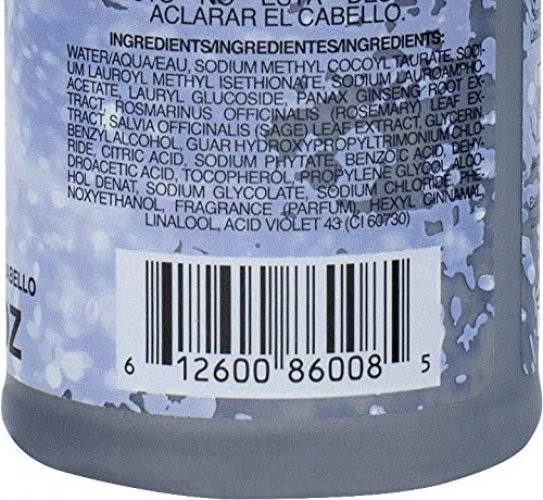 ACLARAR EL CABELLO.
INGREDIENTS/INGREDIENTES/INGREDIENTS:
WATER/AQUA/EAU, SODIUM METHYL COCOYL TAURATE, SODI-
UM LAUROYL METHYL ISETHIONATE, SODIUM LAUROAMPHO-
ACETATE, LAURYL GLUCOSIDE, PANAX GINSENG ROOT EX-
TRACT, ROSMARINUS OFFICINALIS (ROSEMARY) LEAF EX-
TRACT, SALVIA OFFICINALIS (SAGE) LEAF EXTRACT, GLYCERIN,
BENZYL ALCOHOL, GUAR HYDROXYPROPYLTRIMONIUM CHLO-
RIDE, CITRIC ACID, SODIUM PHYTATE, BENZOIC ACID, DEHY-
DROACETIC ACID, TOCOPHEROL, PROPYLENE GLYCOL, ALCO-
HOL DENAT, SODIUM GLYCOLATE, SODIUM CHLORIDE, PHE-
NOXYETHANOL, FRAGRANCE (PARFUM), HEXYL CINNAMAL,
LINALOOL, ACID VIOLET 43 (CI 60730)
ABELLO
Z
6 12600 86008 5